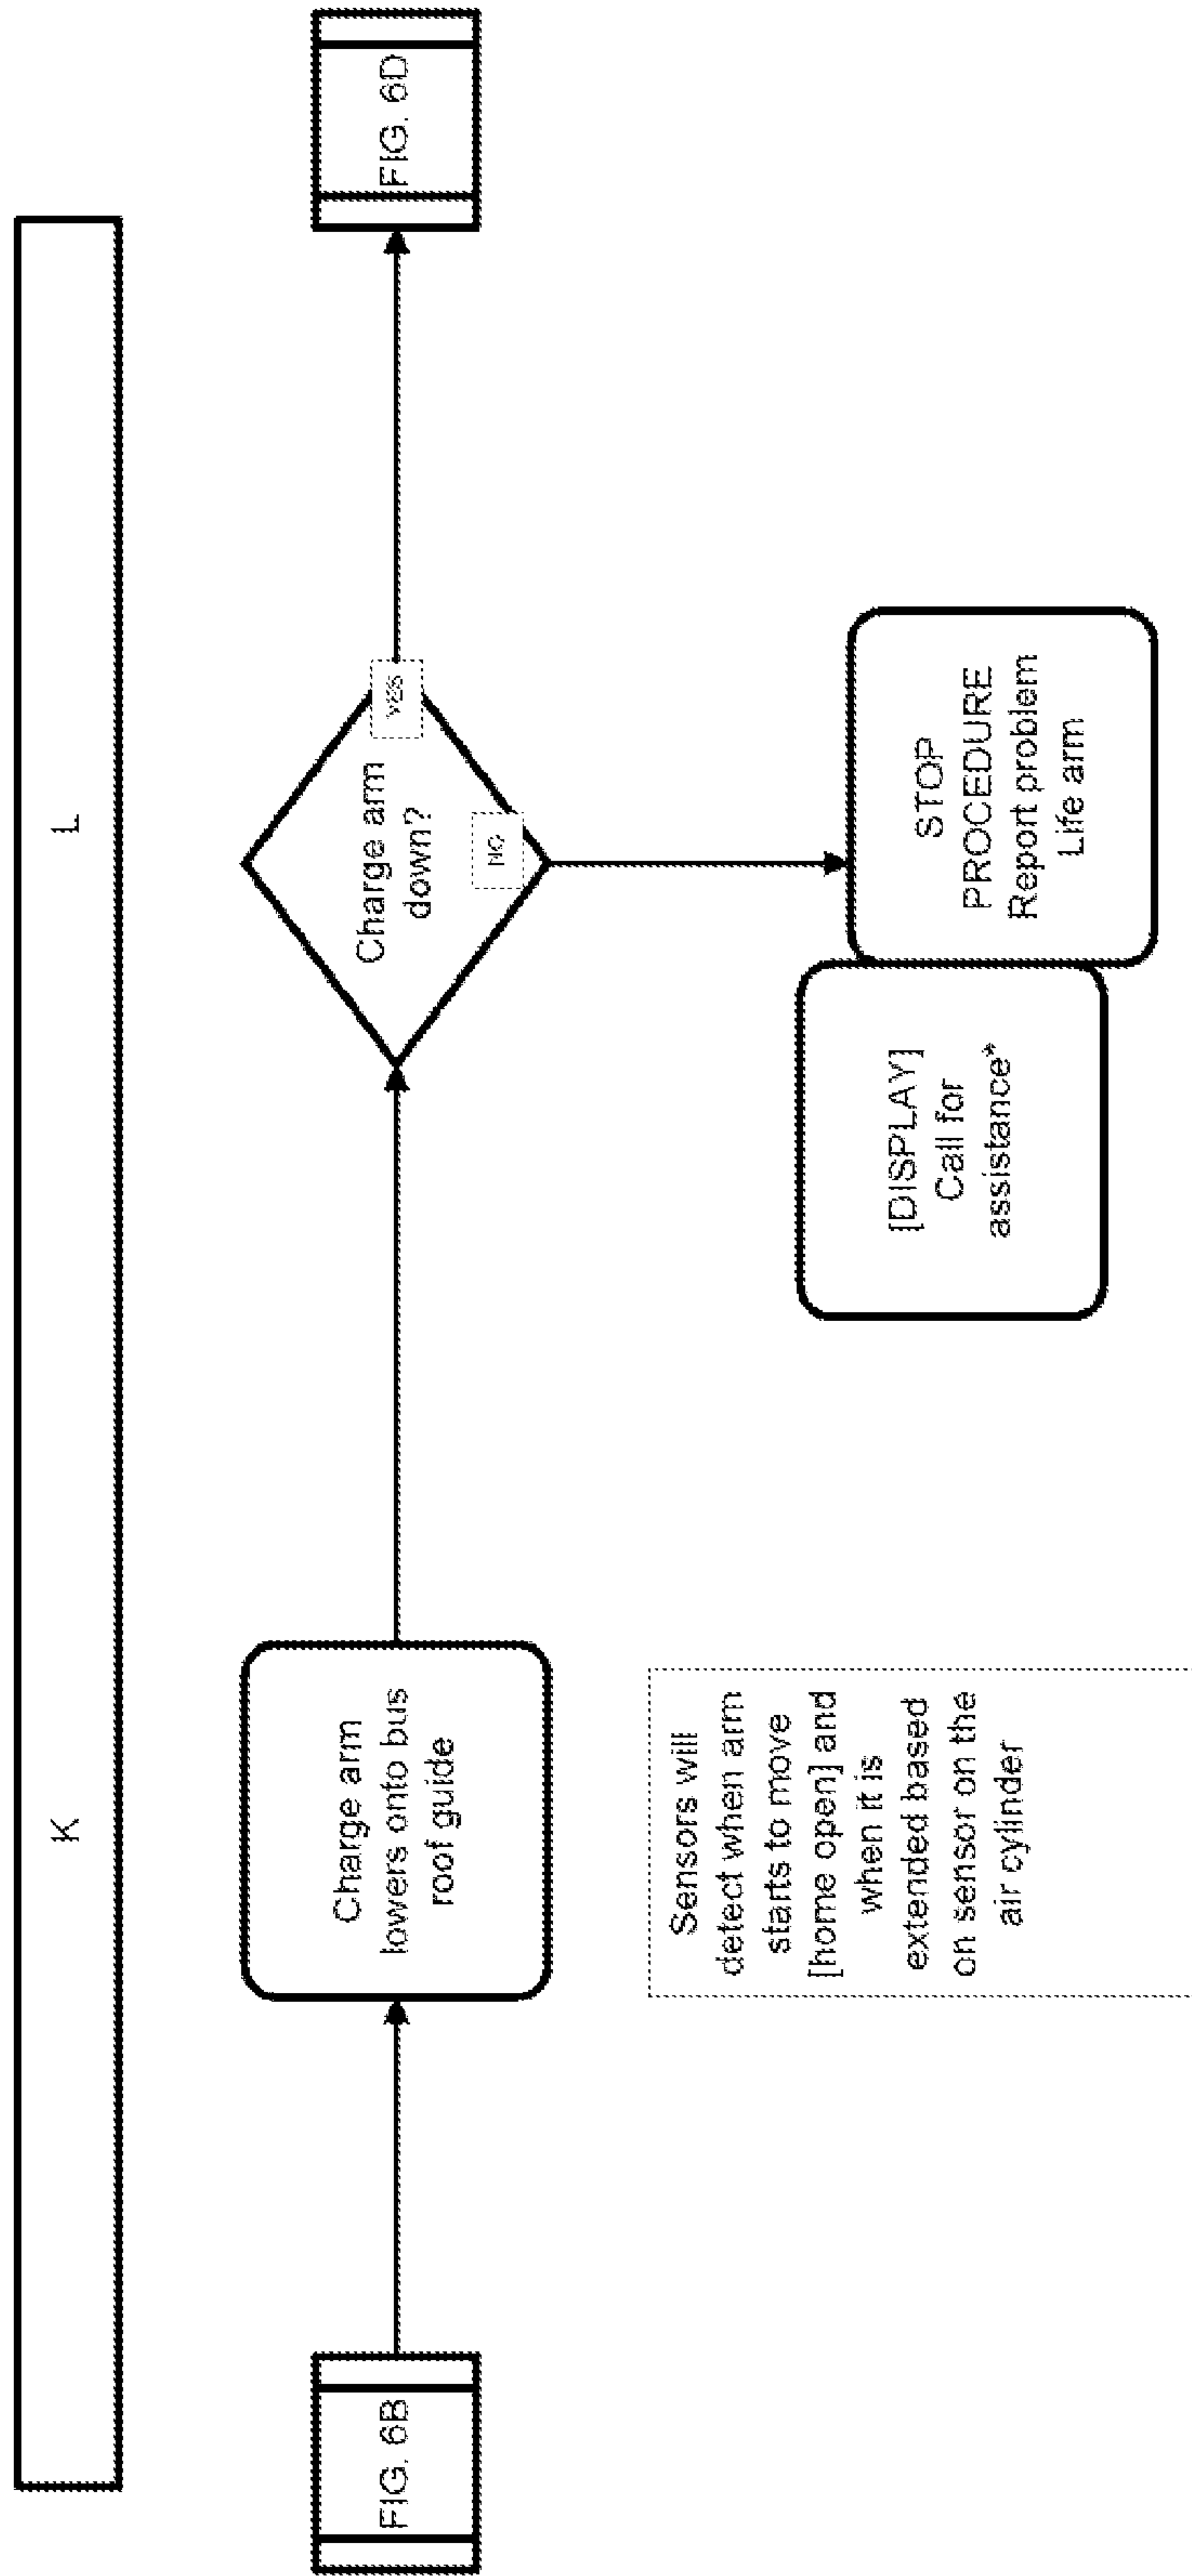 K
L
FIG. 6B
Charge arm
lowers onto bus
roof guide
Charge arm
down?
YES
NO
FIG. 6D
Sensors will
detect when arm
starts to move
[home open] and
when it is
extended based
on sensor on the
air cylinder
[DISPLAY]
Call for
assistance*
STOP
PROCEDURE
Report problem
Life arm